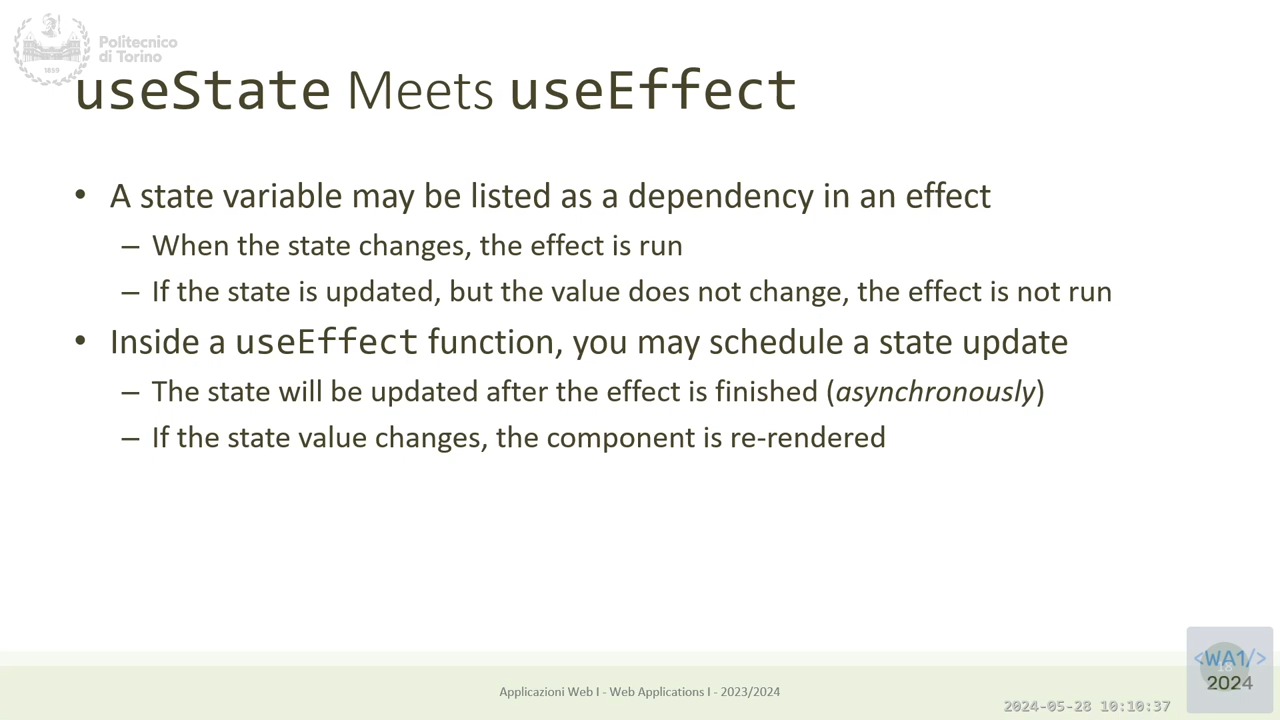 Politecnico
di Torino
1859
useState Meets useEffect
• A state variable may be listed as a dependency in an effect
– When the state changes, the effect is run
– If the state is updated, but the value does not change, the effect is not run
• Inside a useEffect function, you may schedule a state update
– The state will be updated after the effect is finished (asynchronously)
– If the state value changes, the component is re-rendered
Applicazioni Web I - Web Applications I - 2023/2024
2024-05-28 10:10:37
<WA1/>
2024